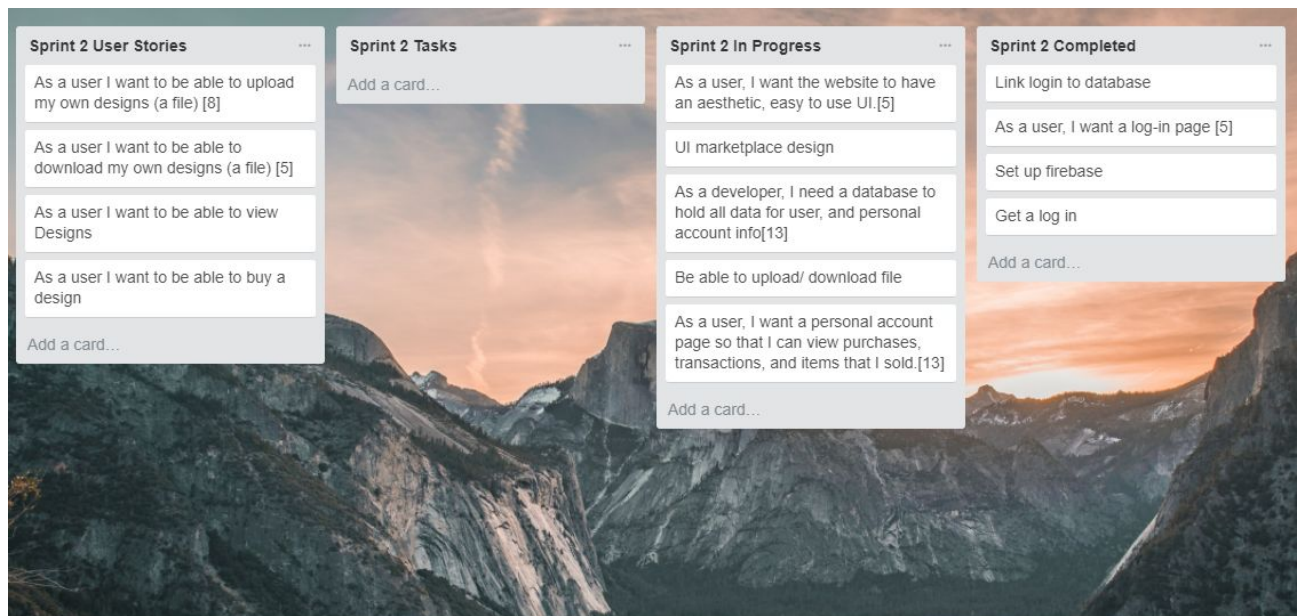 Sprint 2 User Stories
As a user I want to be able to upload
my own designs (a file) [8]
As a user I want to be able to
download my own designs (a file) [5]
As a user I want to be able to view
Designs
As a user I want to be able to buy a
design
Add a card...
Sprint 2 Tasks
Add a card...
Sprint 2 In Progress
As a user, I want the website to have
an aesthetic, easy to use UI.[5]
UI marketplace design
As a developer, I need a database to
hold all data for user, and personal
account info[13]
Be able to upload/ download file
As a user, I want a personal account
page so that I can view purchases,
transactions, and items that I sold.[13]
Add a card...
Sprint 2 Completed
Link login to database
As a user, I want a log-in page [5]
Set up firebase
Get a log in
Add a card...